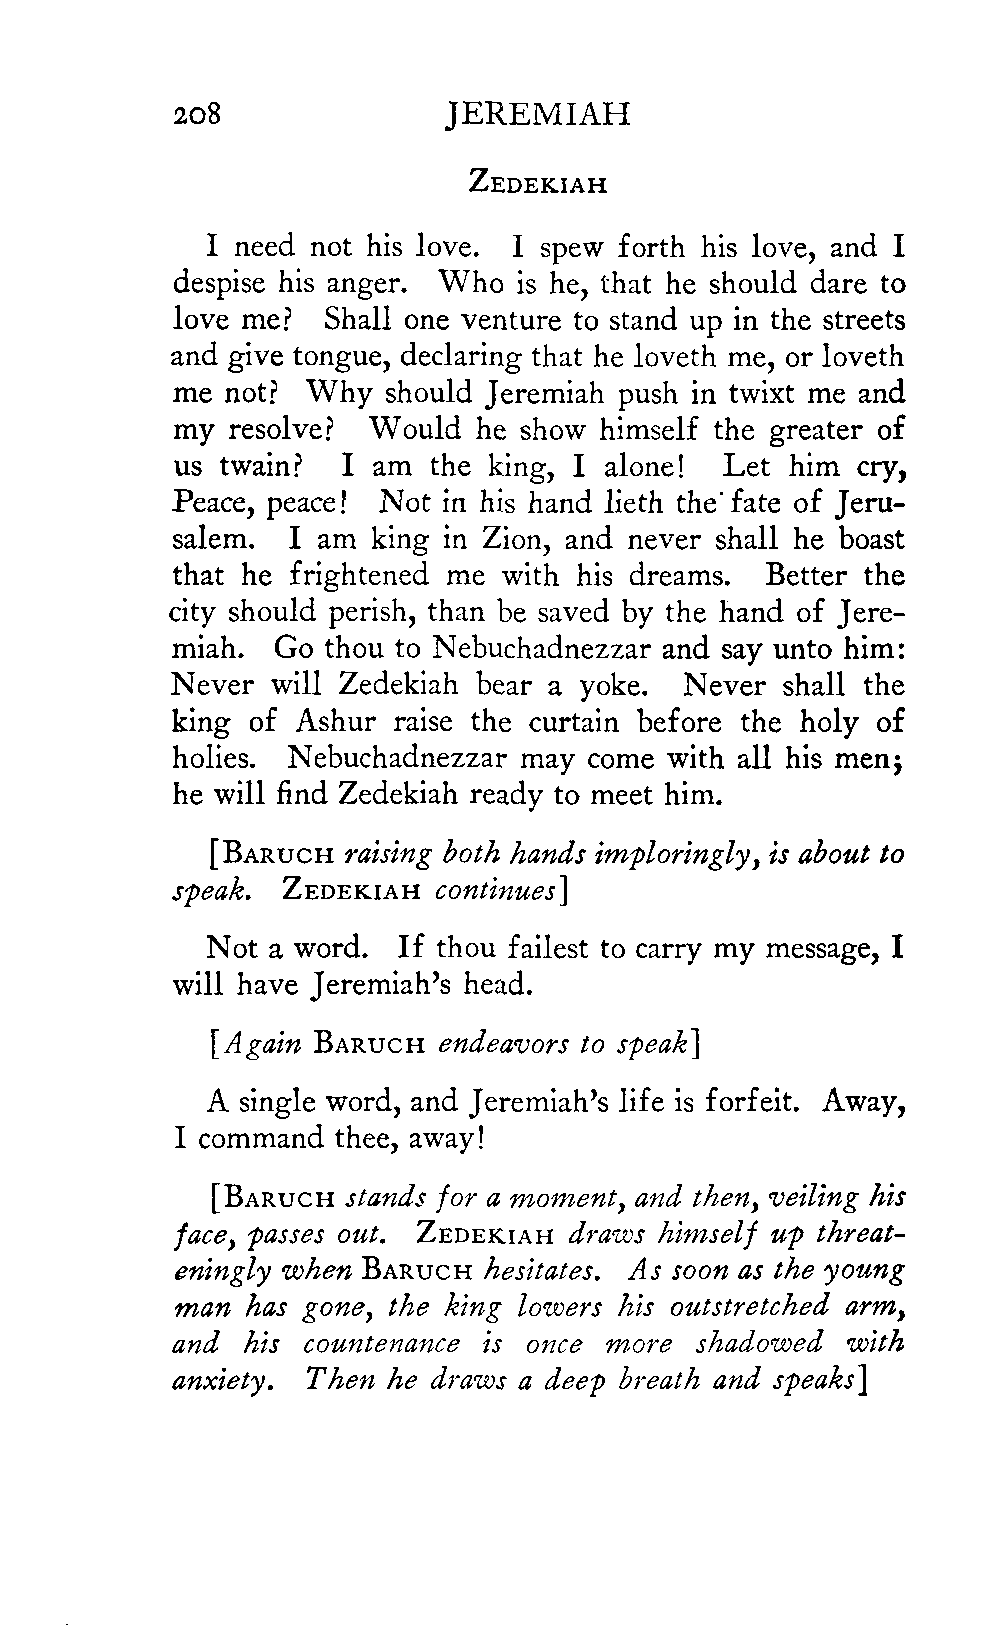 208 JEREMIAH
ZEDEKIAH
I need not his love. I spew forth his love, and I
despise his anger. Who is he, that he should dare to
love me? Shall one venture to stand up in the streets
and give tongue, declaring that he loveth me, or loveth
me not? Why should Jeremiah push in twixt me and
my resolve? Would he show himself the greater of
us twain? I am the king, I alone! Let him cry,
Peace, peace! Not in his hand lieth the fate of Jeru-
salem. I am king in Zion, and never shall he boast
that he frightened me with his dreams. Better the
city should perish, than be saved by the hand of Jere-
miah. Go thou to Nebuchadnezzar and say unto him:
Never will Zedekiah bear a yoke. Never shall the
king of Ashur raise the curtain before the holy of
holies. Nebuchadnezzar may come with all his men;
he will find Zedekiah ready to meet him.
[BARUCH raising both hands imploringly, is about to
speak. ZEDEKIAH continues]
Not a word. If thou failest to carry my message, I
will have Jeremiah's head.
[Again BARUCH endeavors to speak]
A single word, and Jeremiah's life is forfeit. Away,
I command thee, away!
[BARUCH stands for a moment, and then, veiling his
face, passes out. ZEDEKIAH draws himself up threat-
eningly when BARUCH hesitates. As soon as the young
man has gone, the king lowers his outstretched arm,
and his countenance is once more shadowed with
anxiety. Then he draws a deep breath and speaks]